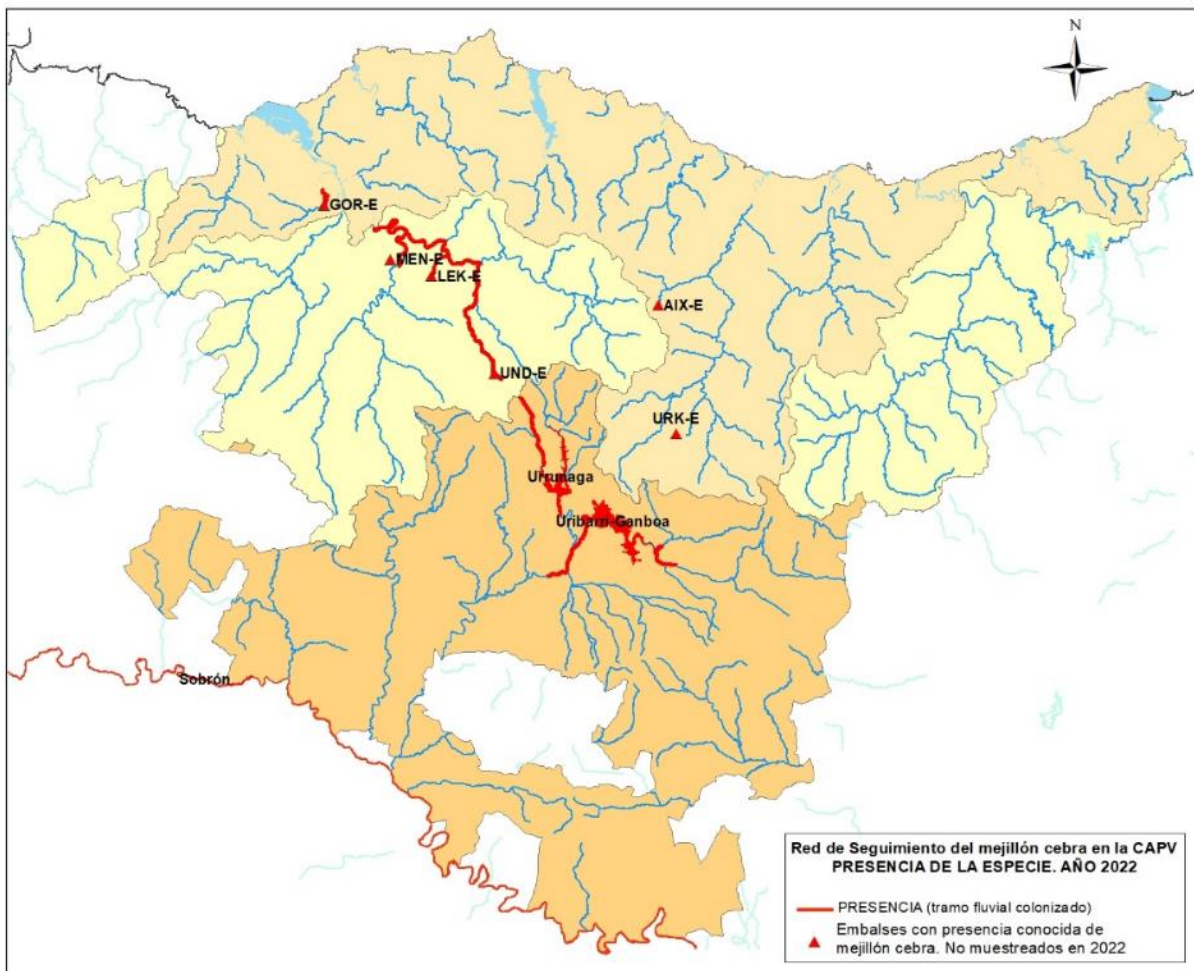 N
GOR-E
MEN-E
LEK-E
AIX-E
UND-E
URK-E
Urrunaga
Uribarri-Ganboa
Sobrón
Red de Seguimiento del mejillón cebra en la CAPV
PRESENCIA DE LA ESPECIE. AÑO 2022
PRESENCIA (tramo fluvial colonizado)
Embalses con presencia conocida de
mejillón cebra. No muestreados en 2022